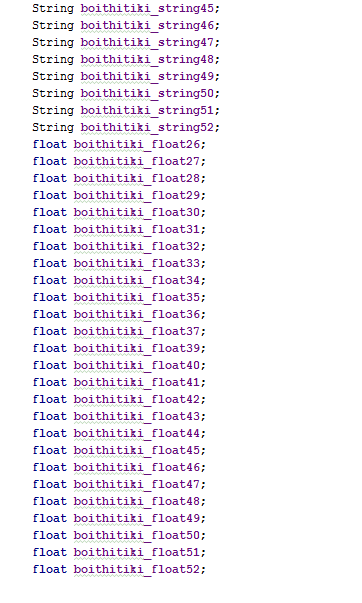 String boithitiki_string45;
String boithitiki_string46;
String boithitiki_string47;
String boithitiki_string48;
String boithitiki_string49;
String boithitiki_string50;
String boithitiki_string51;
String boithitiki_string52;
float boithitiki_float26;
float boithitiki_float27;
float boithitiki_float28;
float boithitiki_float29;
float boithitiki_float30;
float boithitiki_float31;
float boithitiki_float32;
float boithitiki_float33;
float boithitiki_float34;
float boithitiki_float35;
float boithitiki_float36;
float boithitiki_float37;
float boithitiki_float39;
float boithitiki_float40;
float boithitiki_float41;
float boithitiki_float42;
float boithitiki_float43;
float boithitiki_float44;
float boithitiki_float45;
float boithitiki_float46;
float boithitiki_float47;
float boithitiki_float48;
float boithitiki_float49;
float boithitiki_float50;
float boithitiki_float51;
float boithitiki_float52;